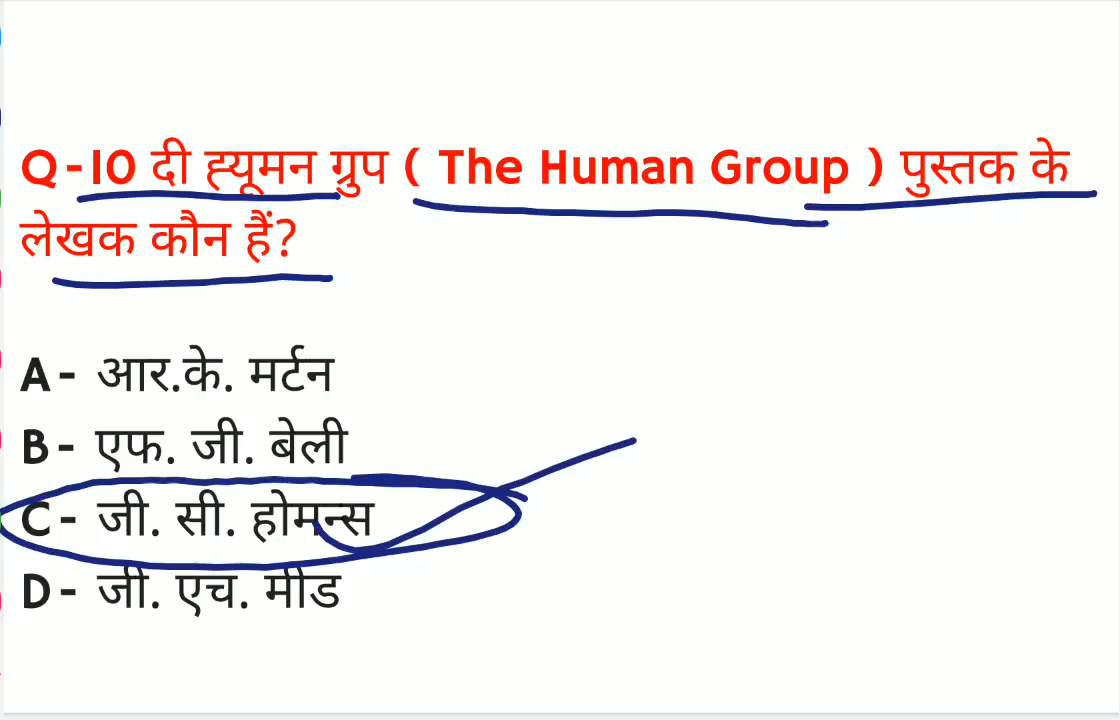 Q-10 दी ह्यूमन ग्रुप ( The Human Group ) पुस्तक के
लेखक कौन हैं?
A- आर.के. मर्टन
B- एफ. जी. बेली
C- जी. सी. होमन्स
D- जी. एच. मीड